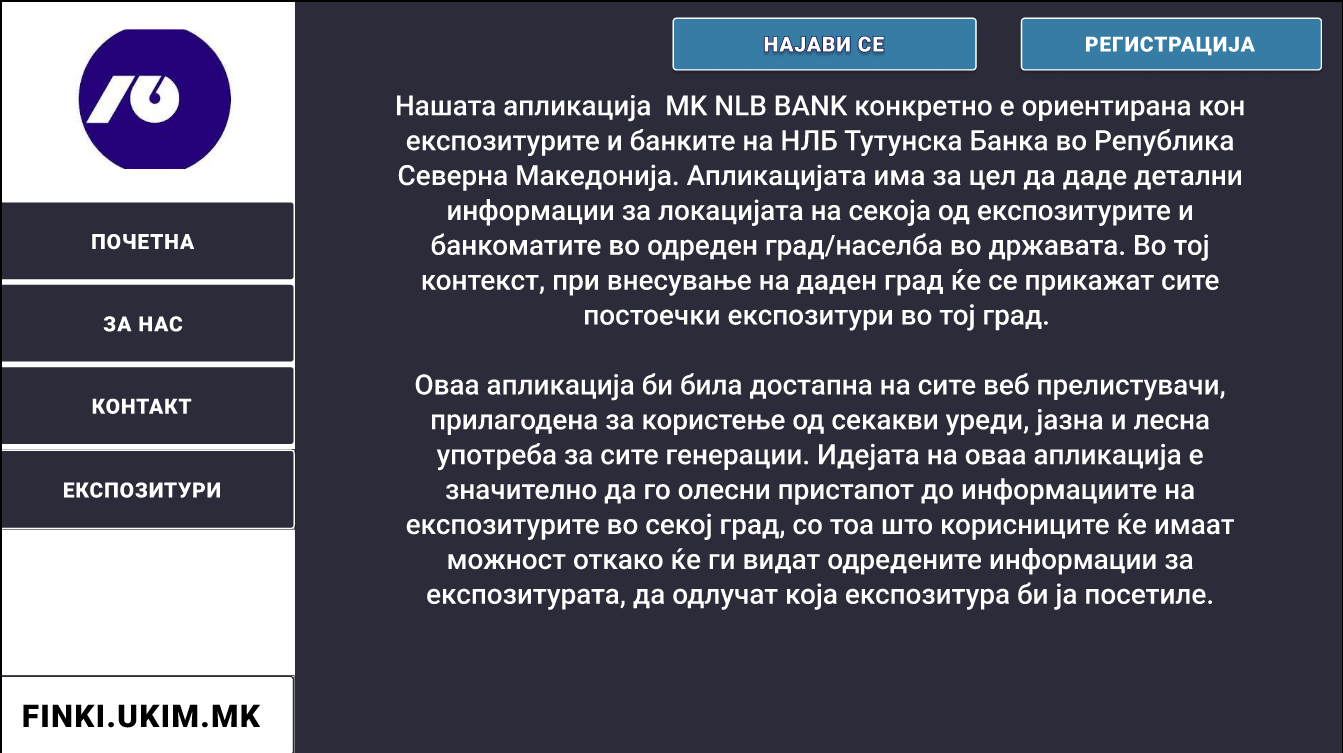 НАЈАВИ СЕ
РЕГИСТРАЦИЈА
ПОЧЕТНА
ЗА НАС
КОНТАКТ
ЕКСПОЗИТУРИ
FINKI.UKIM.MK
Нашата апликација  MK NLB BANK конкретно е ориентирана кон
експозитурите и банките на НЛБ Тутунска Банка во Република
Северна Македонија. Апликацијата има за цел да даде детални
информации за локацијата на секоја од експозитурите и
банкоматите во одреден град/населба во државата. Во тој
контекст, при внесување на даден град ќе се прикажат сите
постоечки експозитури во тој град.
Оваа апликација би била достапна на сите веб прелистувачи,
прилагодена за користење од секакви уреди, јазна и лесна
употреба за сите генерации. Идејата на оваа апликација е
значително да го олесни пристапот до информациите на
експозитурите во секој град, со тоа што корисниците ќе имаат
можност откако ќе ги видат одредените информации за
експозитурата, да одлучат која експозитура би ја посетиле.